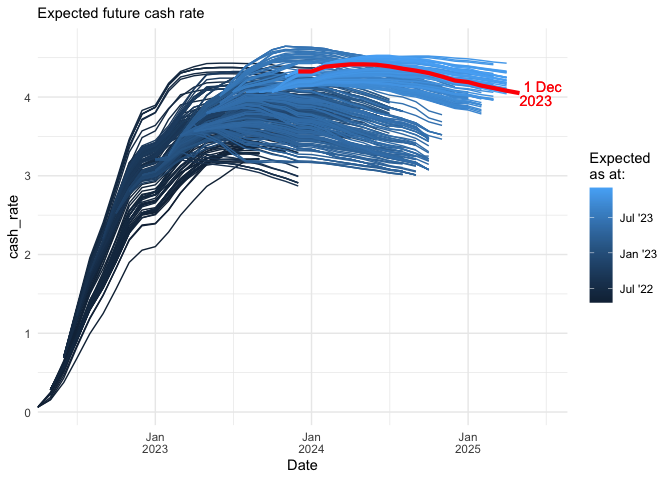 Expected future cash rate
cash_rate
4
3
2
1
0
1 Dec
2023
Jan
2023
Jan
2024
Jan
2025
Date
Expected
as at:
Jul '23
Jan '23
Jul '22